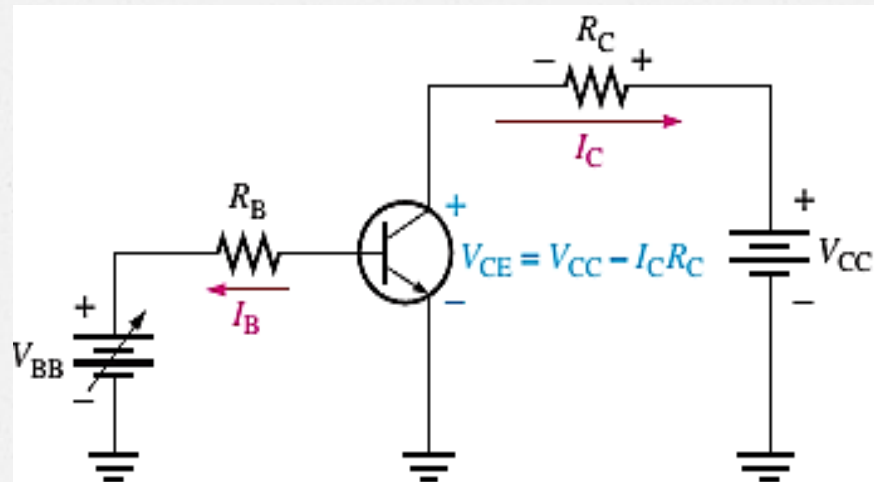 R_C
− +
I_C
R_B
+
V_CE = V_CC − I_C R_C
−
+
V_CC
−
I_B
+
V_BB
−